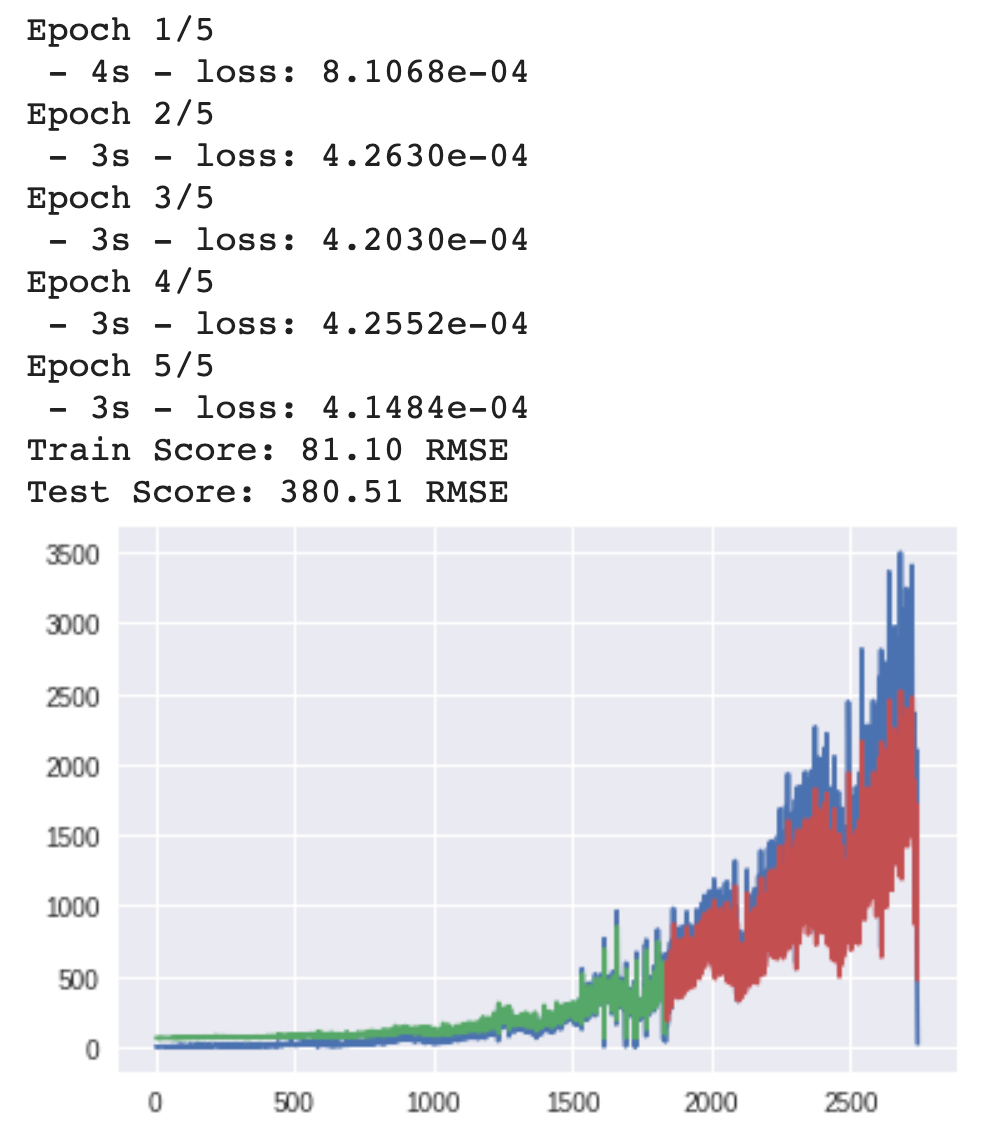 Epoch 1/5
- 4s - loss: 8.1068e-04
Epoch 2/5
- 3s - loss: 4.2630e-04
Epoch 3/5
- 3s - loss: 4.2030e-04
Epoch 4/5
- 3s - loss: 4.2552e-04
Epoch 5/5
- 3s - loss: 4.1484e-04
Train Score: 81.10 RMSE
Test Score: 380.51 RMSE
3500
3000
2500
2000
1500
1000
500
0
0 500 1000 1500 2000 2500